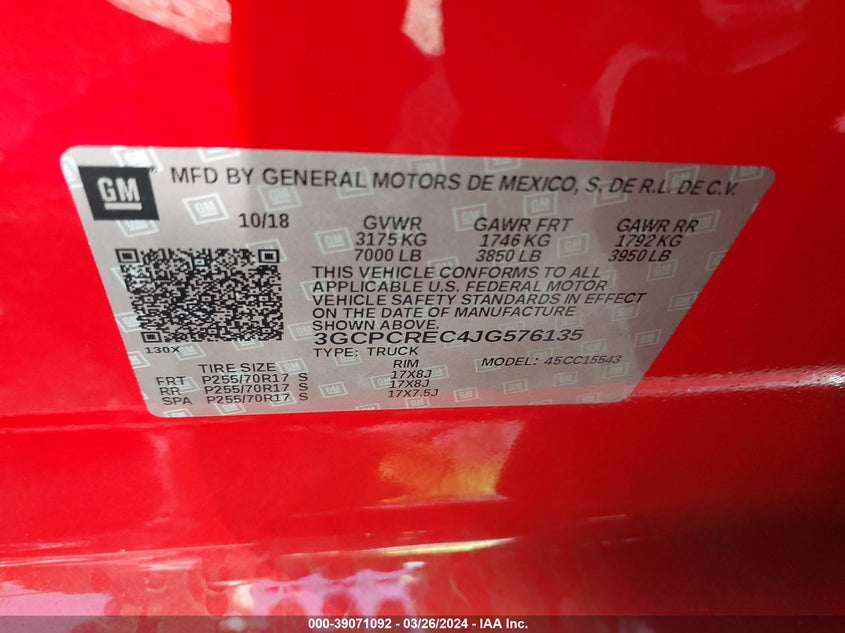 GM MFD BY GENERAL MOTORS DE MEXICO, S. DE R.L. DE C.V.
10/18 GVWR GAWR FRT GAWR RR
3175 KG 1746 KG 1792 KG
7000 LB 3850 LB 3950 LB
THIS VEHICLE CONFORMS TO ALL
APPLICABLE U.S. FEDERAL MOTOR
VEHICLE SAFETY STANDARDS IN EFFECT
ON THE DATE OF MANUFACTURE
SHOWN ABOVE.
3GCPCREC4JG576135
130X TYPE: TRUCK MODEL: 45CC15543
TIRE SIZE RIM
FRT P255/70R17 S 17X8J
RR P255/70R17 S 17X8J
SPA P255/70R17 S 17X7.5J
000-39071092 - 03/26/2024 - IAA Inc.